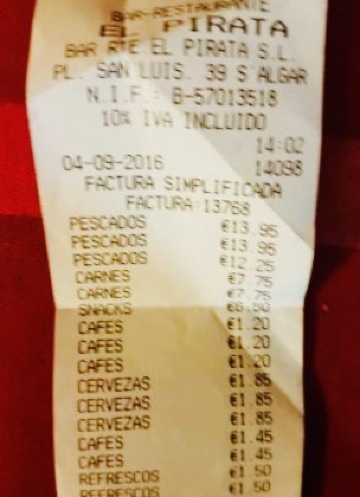 BAR-RESTAURANTE
EL PIRATA
BAR RTE.EL PIRATA S.L.
PL. SAN LUIS. 39 S'ALGAR
N.I.F.: B-57013518
10% IVA INCLUIDO
14:02
04-09-2016 14098
FACTURA SIMPLIFICADA
FACTURA:13768
PESCADOS €13.95
PESCADOS €13.95
PESCADOS €12.25
CARNES €7.75
CARNES €7.75
SNACKS €6.50
CAFES €1.20
CAFES €1.20
CAFES €1.20
CERVEZAS €1.85
CERVEZAS €1.85
CERVEZAS €1.85
CAFES €1.45
CAFES €1.45
REFRESCOS €1.50
REFRESCOS €1.50